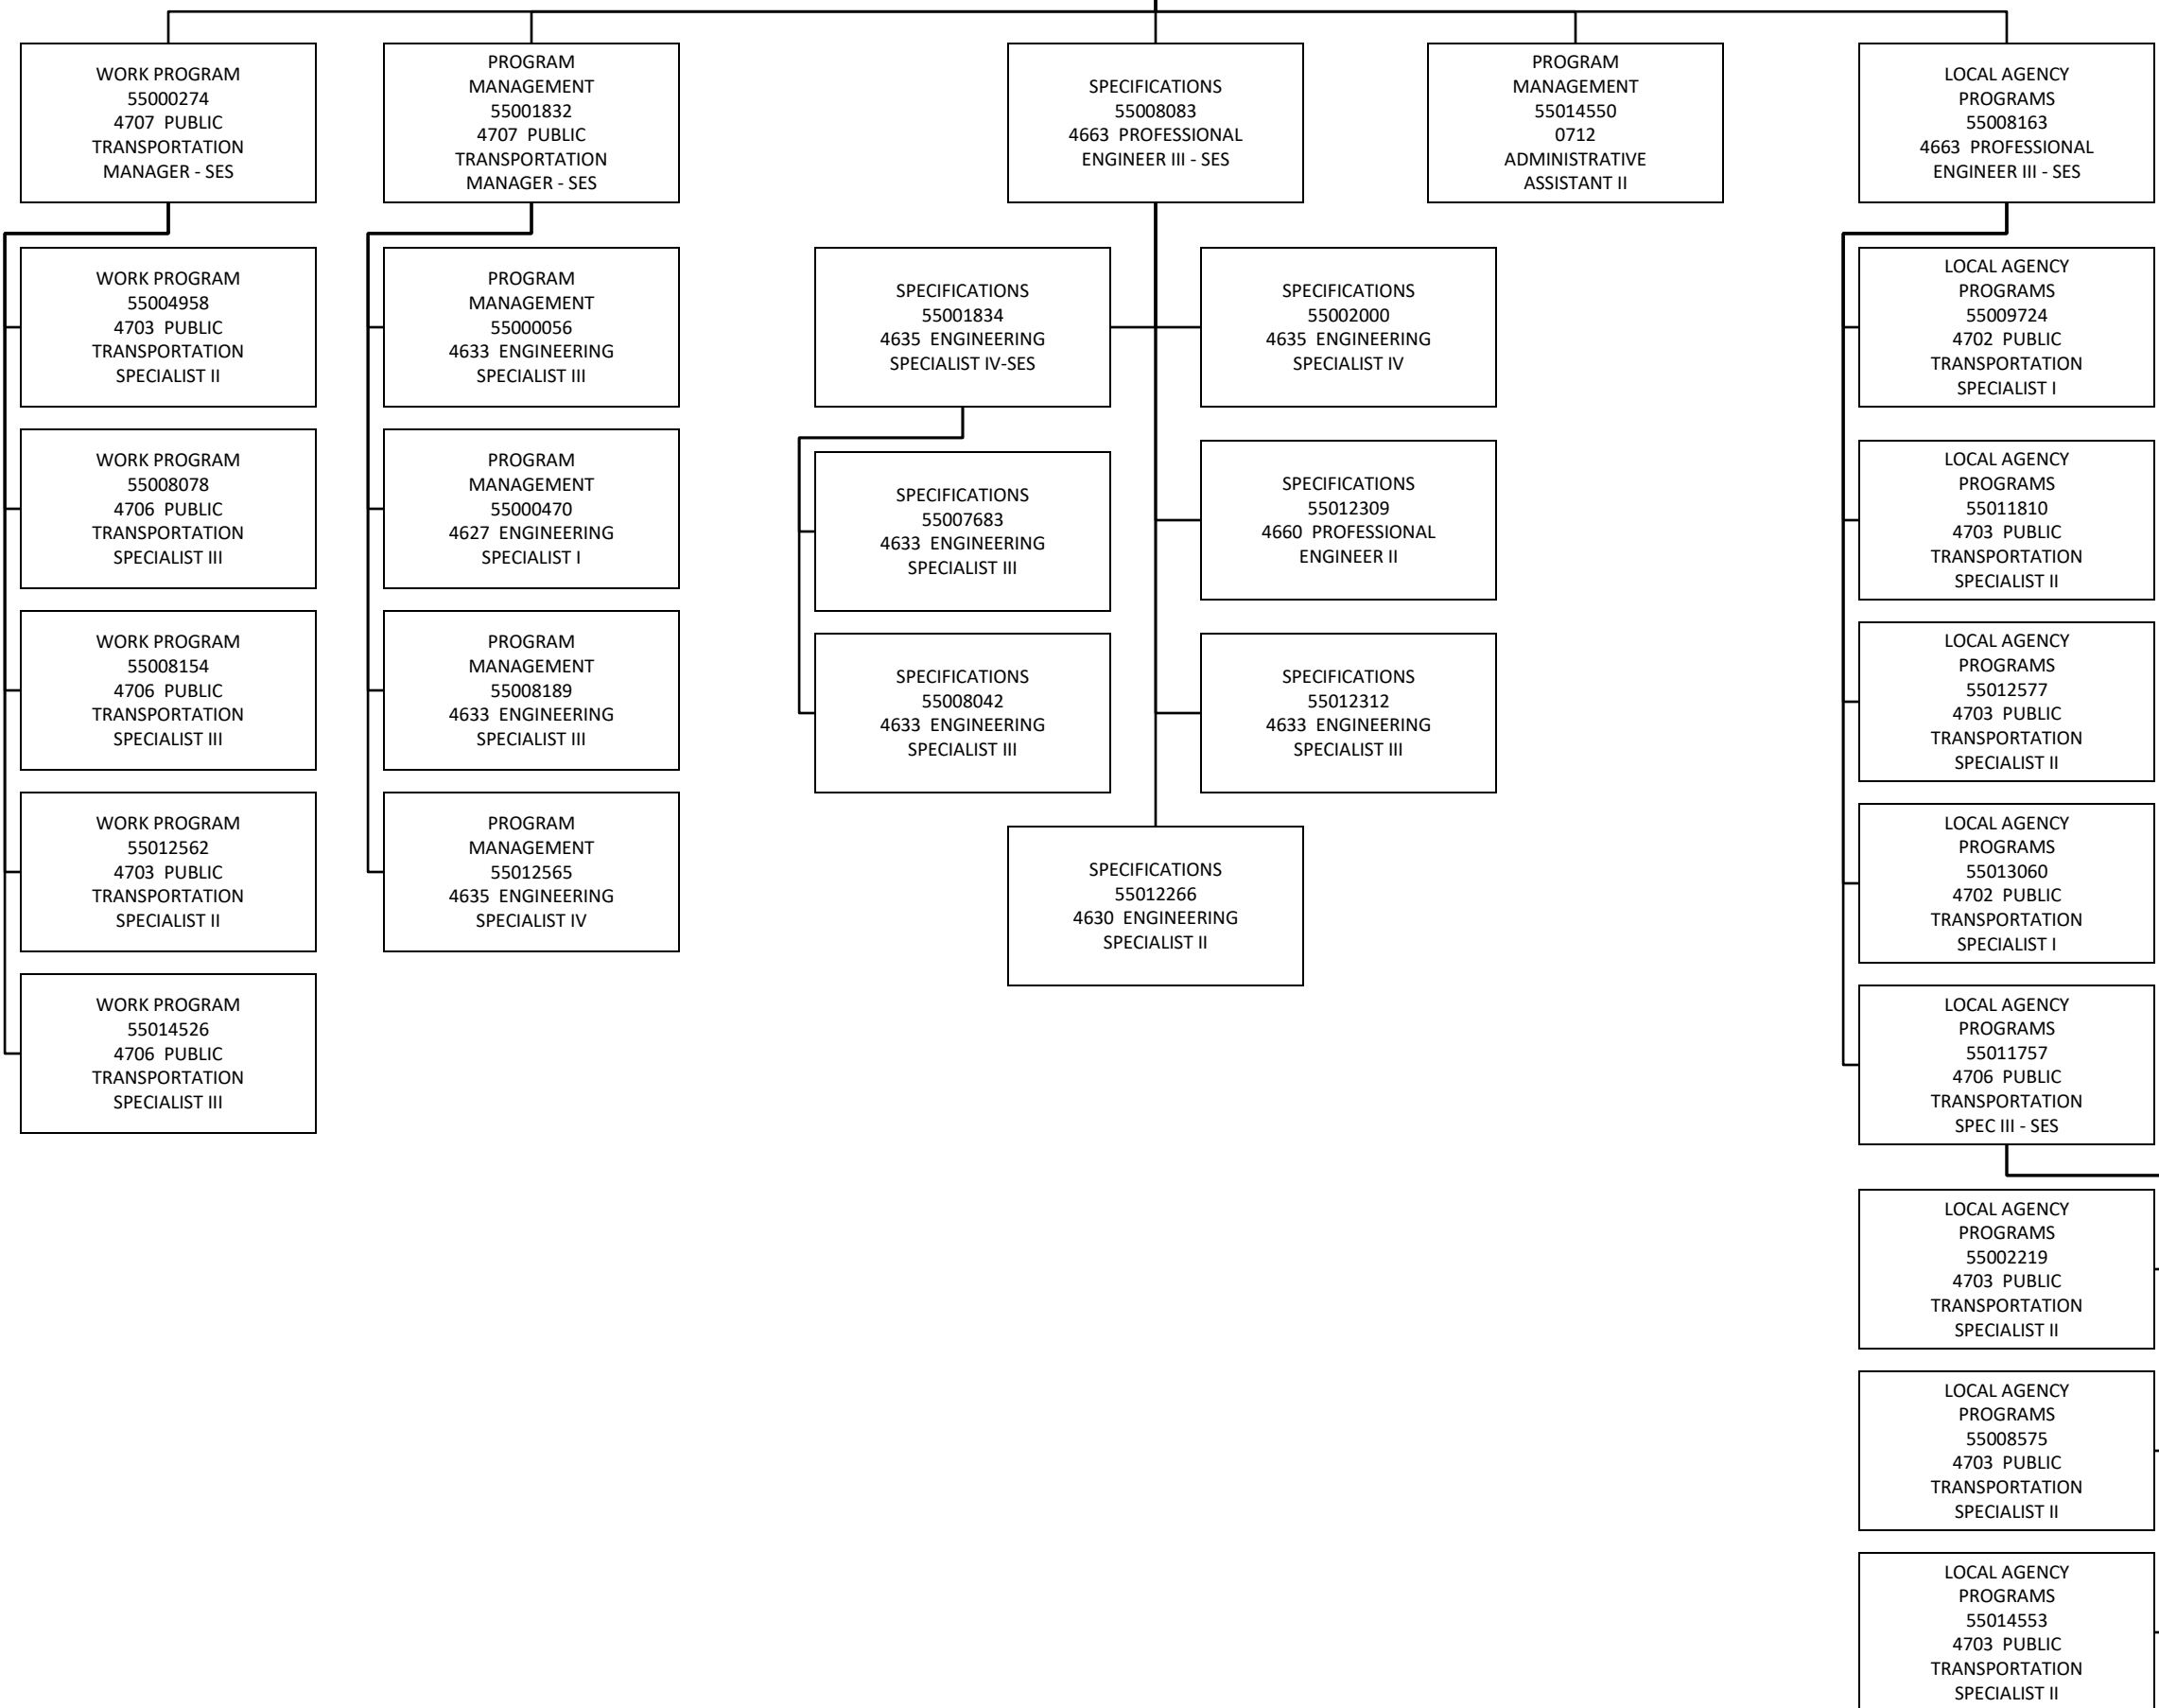 WORK PROGRAM
55000274
4707  PUBLIC
TRANSPORTATION
MANAGER - SES
PROGRAM
MANAGEMENT
55001832
4707  PUBLIC
TRANSPORTATION
MANAGER - SES
SPECIFICATIONS
55008083
4663  PROFESSIONAL
ENGINEER III - SES
PROGRAM
MANAGEMENT
55014550
0712
ADMINISTRATIVE
ASSISTANT II
LOCAL AGENCY
PROGRAMS
55008163
4663  PROFESSIONAL
ENGINEER III - SES
WORK PROGRAM
55004958
4703  PUBLIC
TRANSPORTATION
SPECIALIST II
WORK PROGRAM
55008078
4706  PUBLIC
TRANSPORTATION
SPECIALIST III
WORK PROGRAM
55008154
4706  PUBLIC
TRANSPORTATION
SPECIALIST III
WORK PROGRAM
55012562
4703  PUBLIC
TRANSPORTATION
SPECIALIST II
WORK PROGRAM
55014526
4706  PUBLIC
TRANSPORTATION
SPECIALIST III
PROGRAM
MANAGEMENT
55000056
4633  ENGINEERING
SPECIALIST III
PROGRAM
MANAGEMENT
55000470
4627  ENGINEERING
SPECIALIST I
PROGRAM
MANAGEMENT
55008189
4633  ENGINEERING
SPECIALIST III
PROGRAM
MANAGEMENT
55012565
4635  ENGINEERING
SPECIALIST IV
SPECIFICATIONS
55001834
4635  ENGINEERING
SPECIALIST IV-SES
SPECIFICATIONS
55007683
4633  ENGINEERING
SPECIALIST III
SPECIFICATIONS
55008042
4633  ENGINEERING
SPECIALIST III
SPECIFICATIONS
55002000
4635  ENGINEERING
SPECIALIST IV
SPECIFICATIONS
55012309
4660  PROFESSIONAL
ENGINEER II
SPECIFICATIONS
55012312
4633  ENGINEERING
SPECIALIST III
SPECIFICATIONS
55012266
4630  ENGINEERING
SPECIALIST II
LOCAL AGENCY
PROGRAMS
55009724
4702  PUBLIC
TRANSPORTATION
SPECIALIST I
LOCAL AGENCY
PROGRAMS
55011810
4703  PUBLIC
TRANSPORTATION
SPECIALIST II
LOCAL AGENCY
PROGRAMS
55012577
4703  PUBLIC
TRANSPORTATION
SPECIALIST II
LOCAL AGENCY
PROGRAMS
55013060
4702  PUBLIC
TRANSPORTATION
SPECIALIST I
LOCAL AGENCY
PROGRAMS
55011757
4706  PUBLIC
TRANSPORTATION
SPEC III - SES
LOCAL AGENCY
PROGRAMS
55002219
4703  PUBLIC
TRANSPORTATION
SPECIALIST II
LOCAL AGENCY
PROGRAMS
55008575
4703  PUBLIC
TRANSPORTATION
SPECIALIST II
LOCAL AGENCY
PROGRAMS
55014553
4703  PUBLIC
TRANSPORTATION
SPECIALIST II